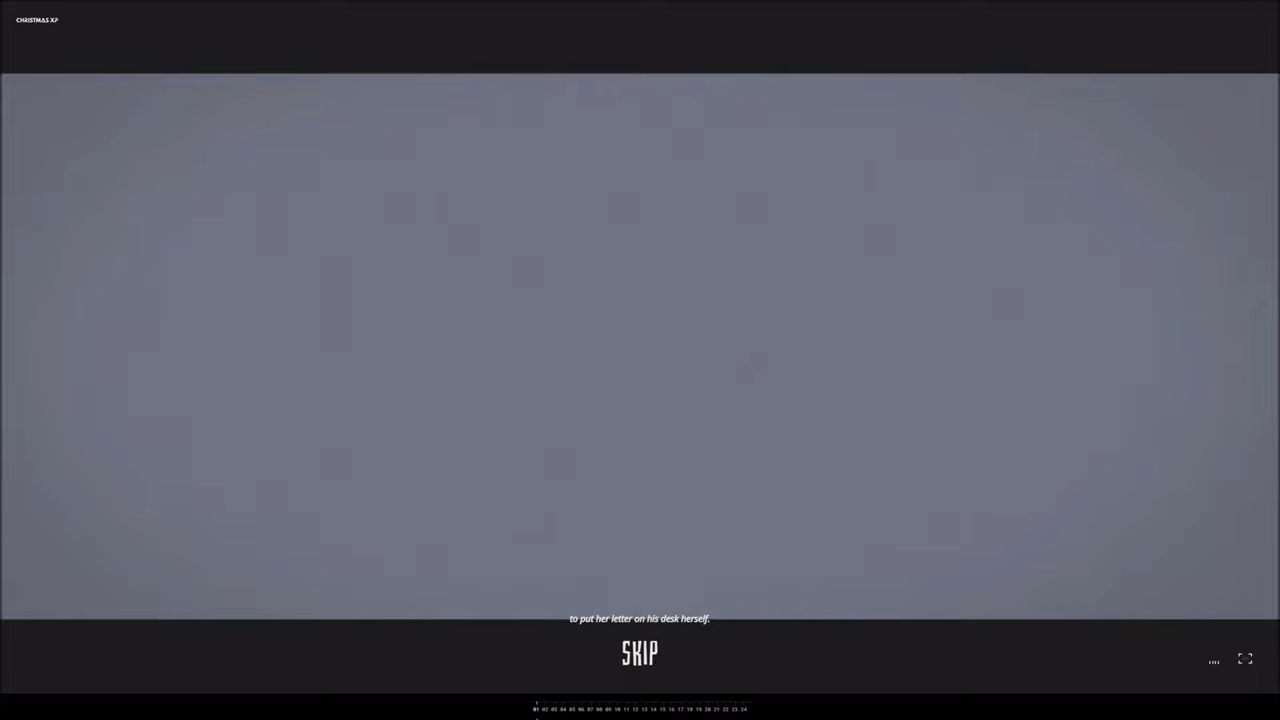 CHRISTMAS XP
to put her letter on his desk herself.
SKIP
01 02 03 04 05 06 07 08 09 10 11 12 13 14 15 16 17 18 19 20 21 22 23 24